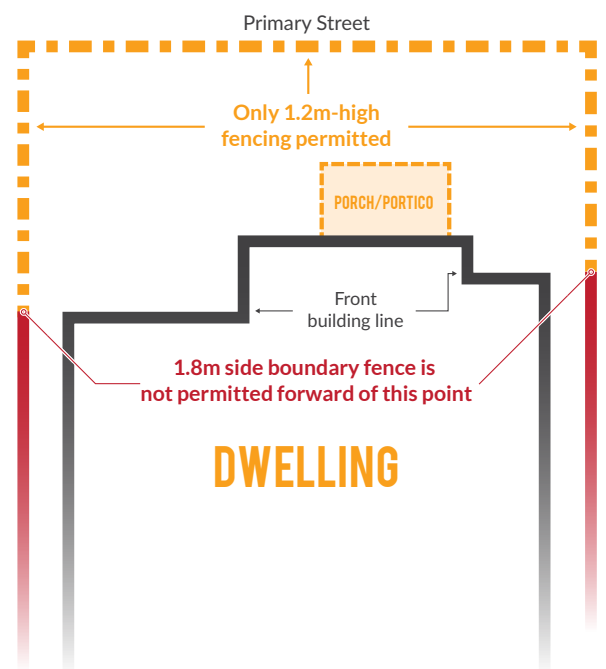 Primary Street
Only 1.2m-high
fencing permitted
PORCH/PORTICO
Front
building line
1.8m side boundary fence is
not permitted forward of this point
DWELLING